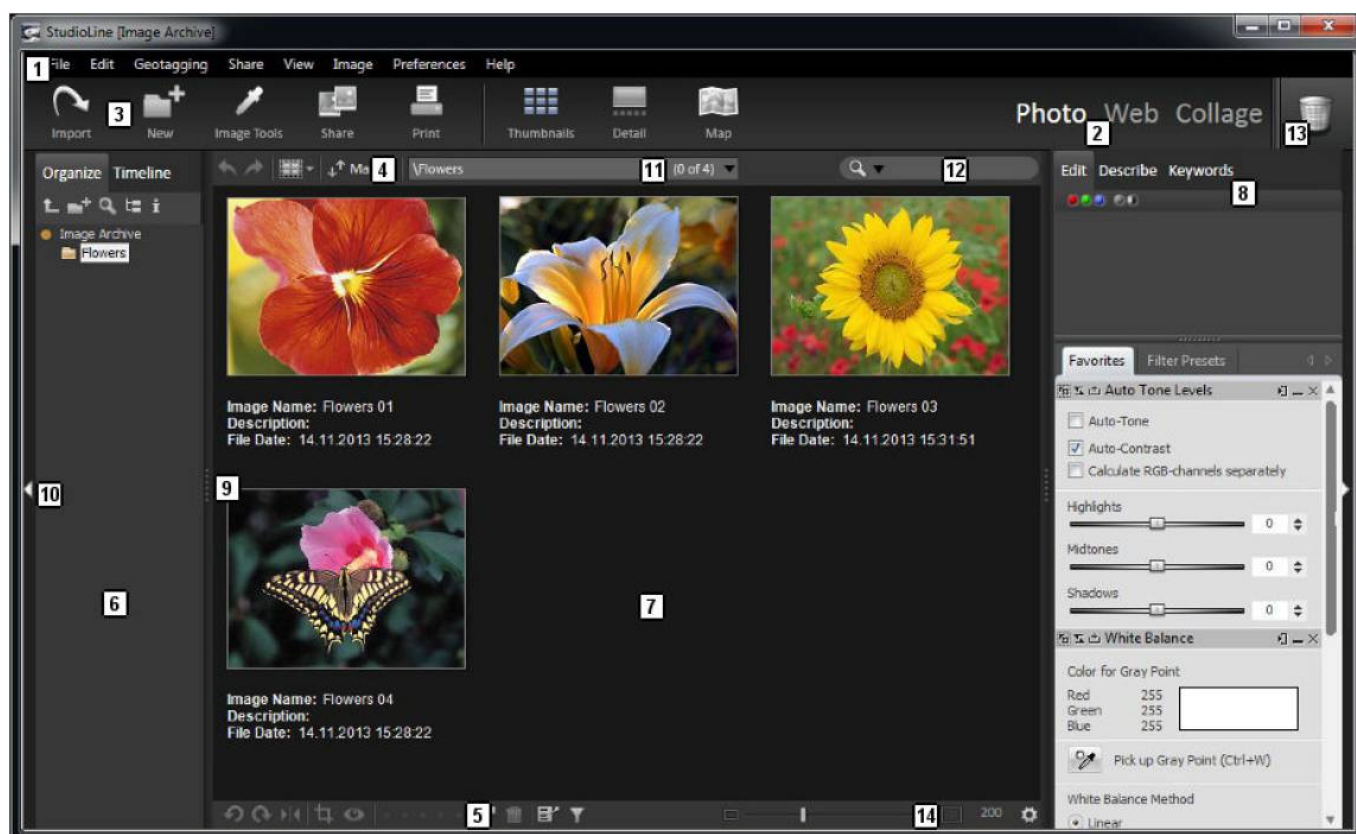 StudioLine [Image Archive]
1 File Edit Geotagging Share View Image Preferences Help
Import 3 New Image Tools Share Print Thumbnails Detail Map
Photo Web Collage
2
13
Organize Timeline
4 \Flowers 11 (0 of 4) 12
Edit Describe Keywords
8
Image Archive
Flowers
Image Name: Flowers 01
Description:
File Date: 14.11.2013 15:28:22
Image Name: Flowers 02
Description:
File Date: 14.11.2013 15:28:22
Image Name: Flowers 03
Description:
File Date: 14.11.2013 15:31:51
9
10
6
7
Image Name: Flowers 04
Description:
File Date: 14.11.2013 15:28:22
5
14 200
Favorites Filter Presets
Auto Tone Levels
Auto-Tone
Auto-Contrast
Calculate RGB-channels separately
Highlights
0
Midtones
0
Shadows
0
White Balance
Color for Gray Point
Red 255
Green 255
Blue 255
Pick up Gray Point (Ctrl+W)
White Balance Method
Linear